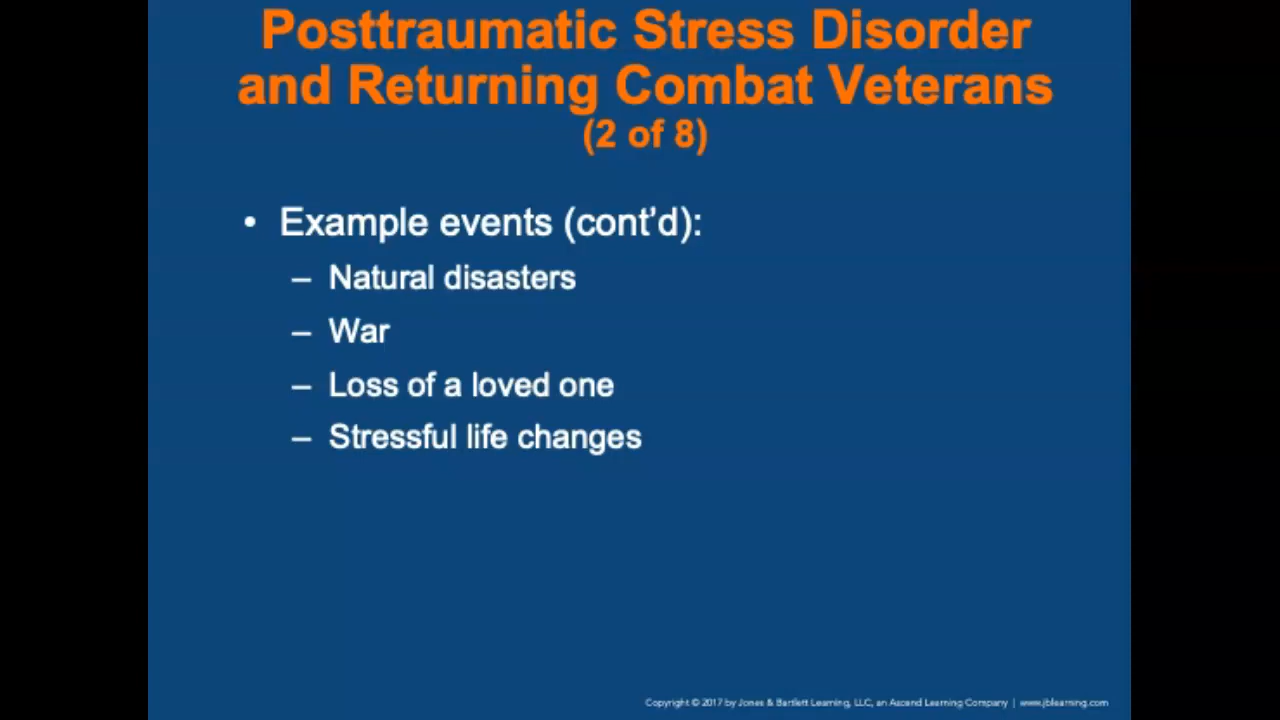 Posttraumatic Stress Disorder
and Returning Combat Veterans
(2 of 8)
• Example events (cont’d):
– Natural disasters
– War
– Loss of a loved one
– Stressful life changes
Copyright © 2017 by Jones & Bartlett Learning, LLC, an Ascend Learning Company | www.jblearning.com